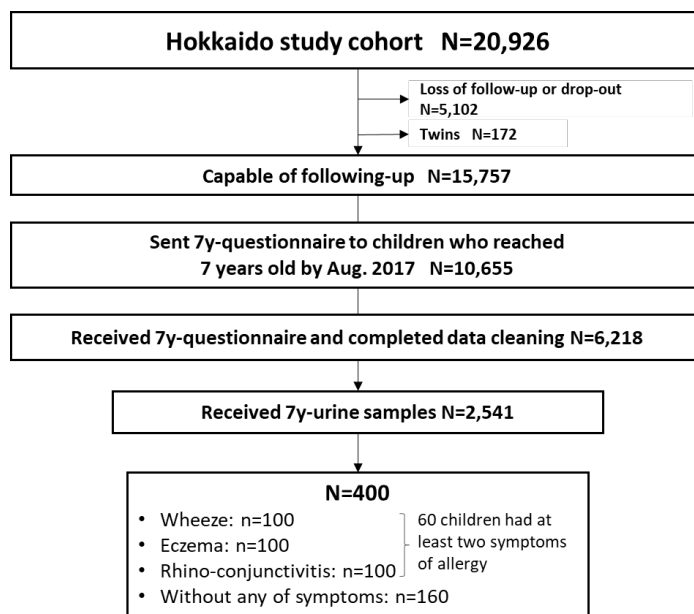 Hokkaido study cohort N=20,926
Loss of follow-up or drop-out
N=5,102
Twins N=172
Capable of following-up N=15,757
Sent 7y-questionnaire to children who reached
7 years old by Aug. 2017 N=10,655
Received 7y-questionnaire and completed data cleaning N=6,218
Received 7y-urine samples N=2,541
N=400
• Wheeze: n=100
• Eczema: n=100
• Rhino-conjunctivitis: n=100
60 children had at
least two symptoms
of allergy
• Without any of symptoms: n=160